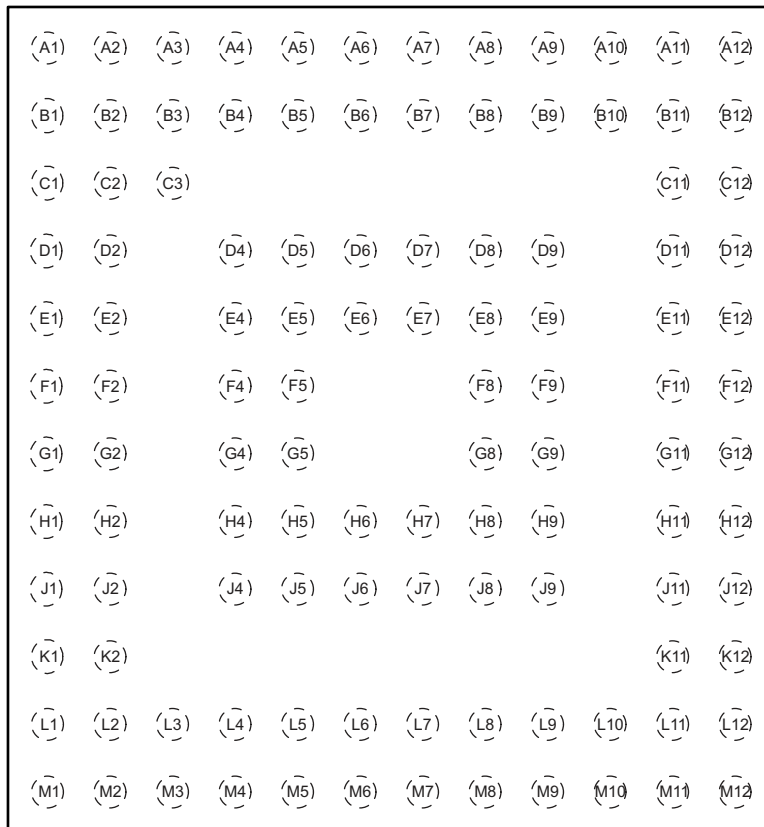 A1 A2 A3 A4 A5 A6 A7 A8 A9 A10 A11 A12
B1 B2 B3 B4 B5 B6 B7 B8 B9 B10 B11 B12
C1 C2 C3 C11 C12
D1 D2 D4 D5 D6 D7 D8 D9 D11 D12
E1 E2 E4 E5 E6 E7 E8 E9 E11 E12
F1 F2 F4 F5 F8 F9 F11 F12
G1 G2 G4 G5 G8 G9 G11 G12
H1 H2 H4 H5 H6 H7 H8 H9 H11 H12
J1 J2 J4 J5 J6 J7 J8 J9 J11 J12
K1 K2 K11 K12
L1 L2 L3 L4 L5 L6 L7 L8 L9 L10 L11 L12
M1 M2 M3 M4 M5 M6 M7 M8 M9 M10 M11 M12